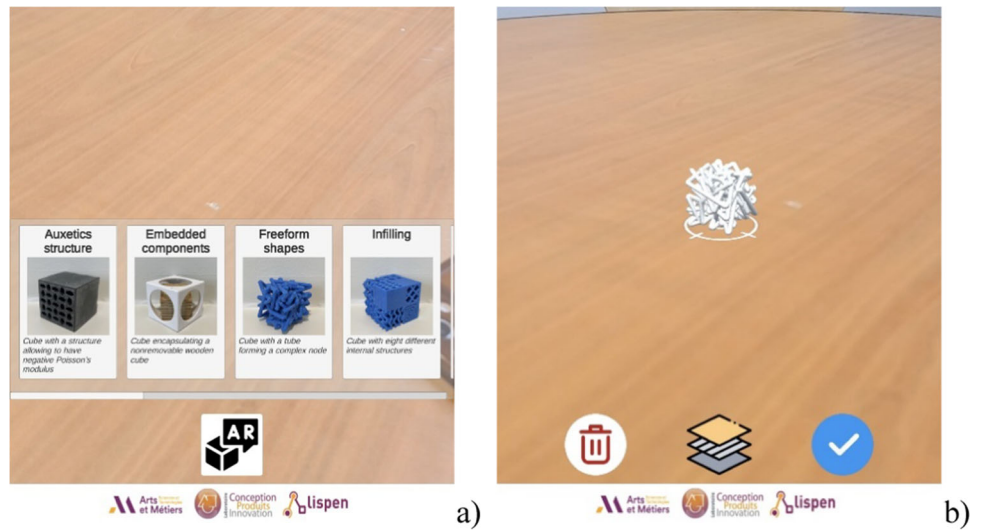 Auxetics
structure
Cube with a structure
allowing to have
negative Poisson's
modulus
Embedded
components
Cube encapsulating a
nonremovable wooden
cube
Freeform
shapes
Cube with a tube
forming a complex node
Infilling
Cube with eight different
internal structures
AR
Arts
et Métiers
Conception
Produits
Innovation
lispen
a)
Arts
et Métiers
Conception
Produits
Innovation
lispen
b)